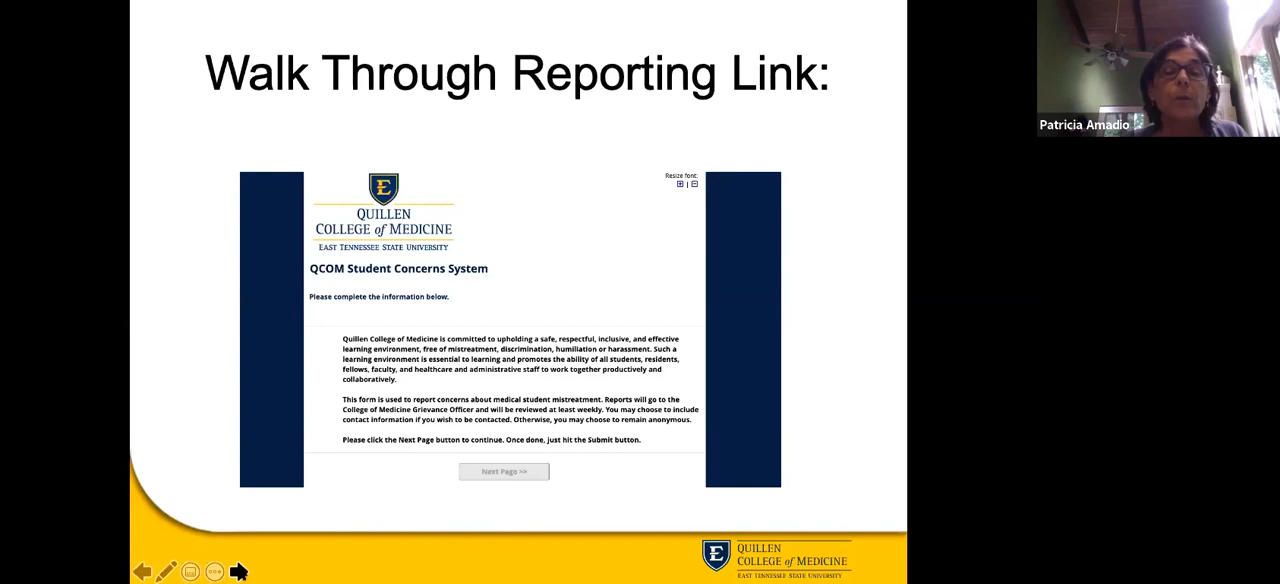 Walk Through Reporting Link:
Patricia Amadio
Resize font:
E
QUILLEN
COLLEGE of MEDICINE
EAST TENNESSEE STATE UNIVERSITY
QCOM Student Concerns System
Please complete the information below.
Quillen College of Medicine is committed to upholding a safe, respectful, inclusive, and effective
learning environment, free of mistreatment, discrimination, humiliation or harassment. Such a
learning environment is essential to learning and promotes the ability of all students, residents,
fellows, faculty, and healthcare and administrative staff to work together productively and
collaboratively.
This form is used to report concerns about medical student mistreatment. Reports will go to the
College of Medicine Grievance Officer and will be reviewed at least weekly. You may choose to include
contact information if you wish to be contacted. Otherwise, you may choose to remain anonymous.
Please click the Next Page button to continue. Once done, just hit the Submit button.
Next Page >>
E
QUILLEN
COLLEGE of MEDICINE
EAST TENNESSEE STATE UNIVERSITY